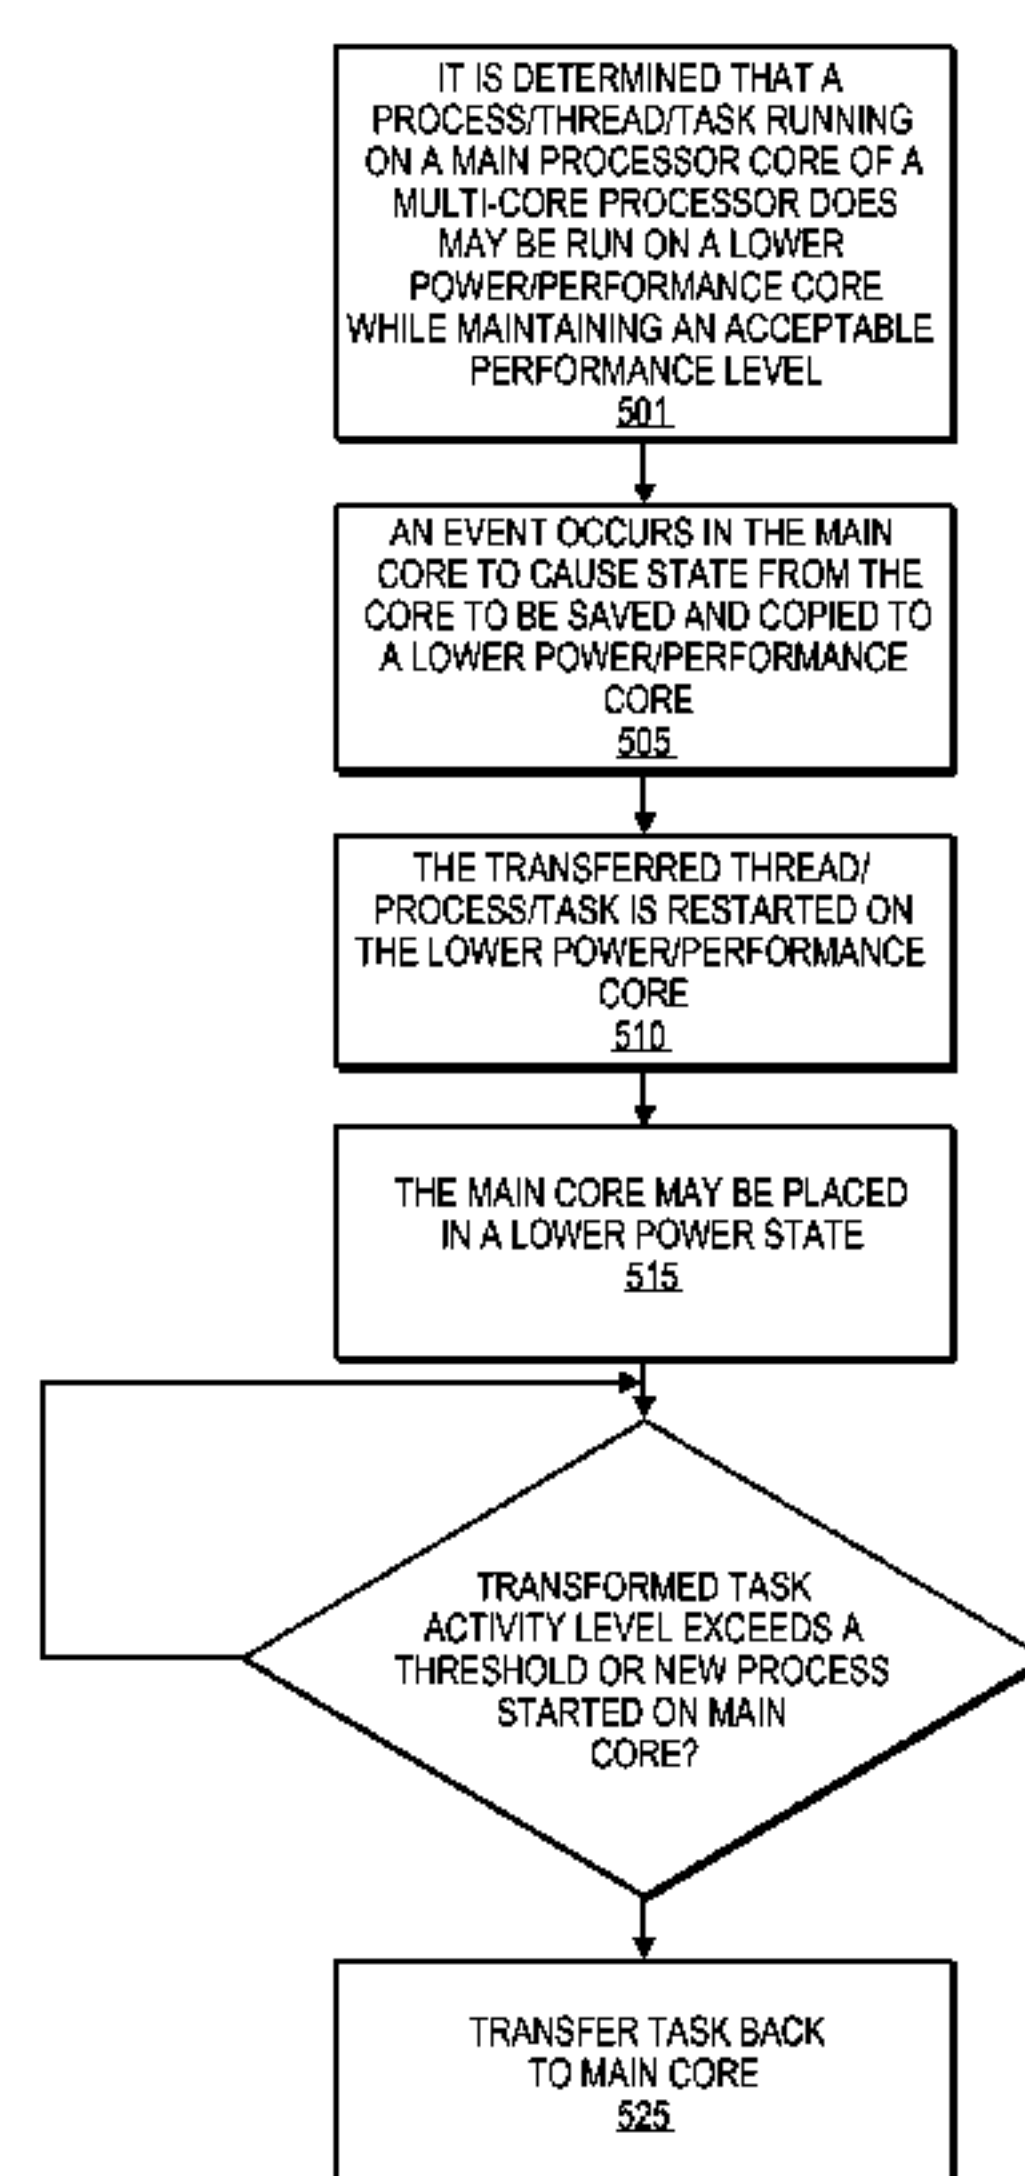 IT IS DETERMINED THAT A
PROCESS/THREAD/TASK RUNNING
ON A MAIN PROCESSOR CORE OF A
MULTI-CORE PROCESSOR DOES
MAY BE RUN ON A LOWER
POWER/PERFORMANCE CORE
WHILE MAINTAINING AN ACCEPTABLE
PERFORMANCE LEVEL
501
AN EVENT OCCURS IN THE MAIN
CORE TO CAUSE STATE FROM THE
CORE TO BE SAVED AND COPIED TO
A LOWER POWER/PERFORMANCE
CORE
505
THE TRANSFERRED THREAD/
PROCESS/TASK IS RESTARTED ON
THE LOWER POWER/PERFORMANCE
CORE
510
THE MAIN CORE MAY BE PLACED
IN A LOWER POWER STATE
515
TRANSFORMED TASK
ACTIVITY LEVEL EXCEEDS A
THRESHOLD OR NEW PROCESS
STARTED ON MAIN
CORE?
TRANSFER TASK BACK
TO MAIN CORE
525